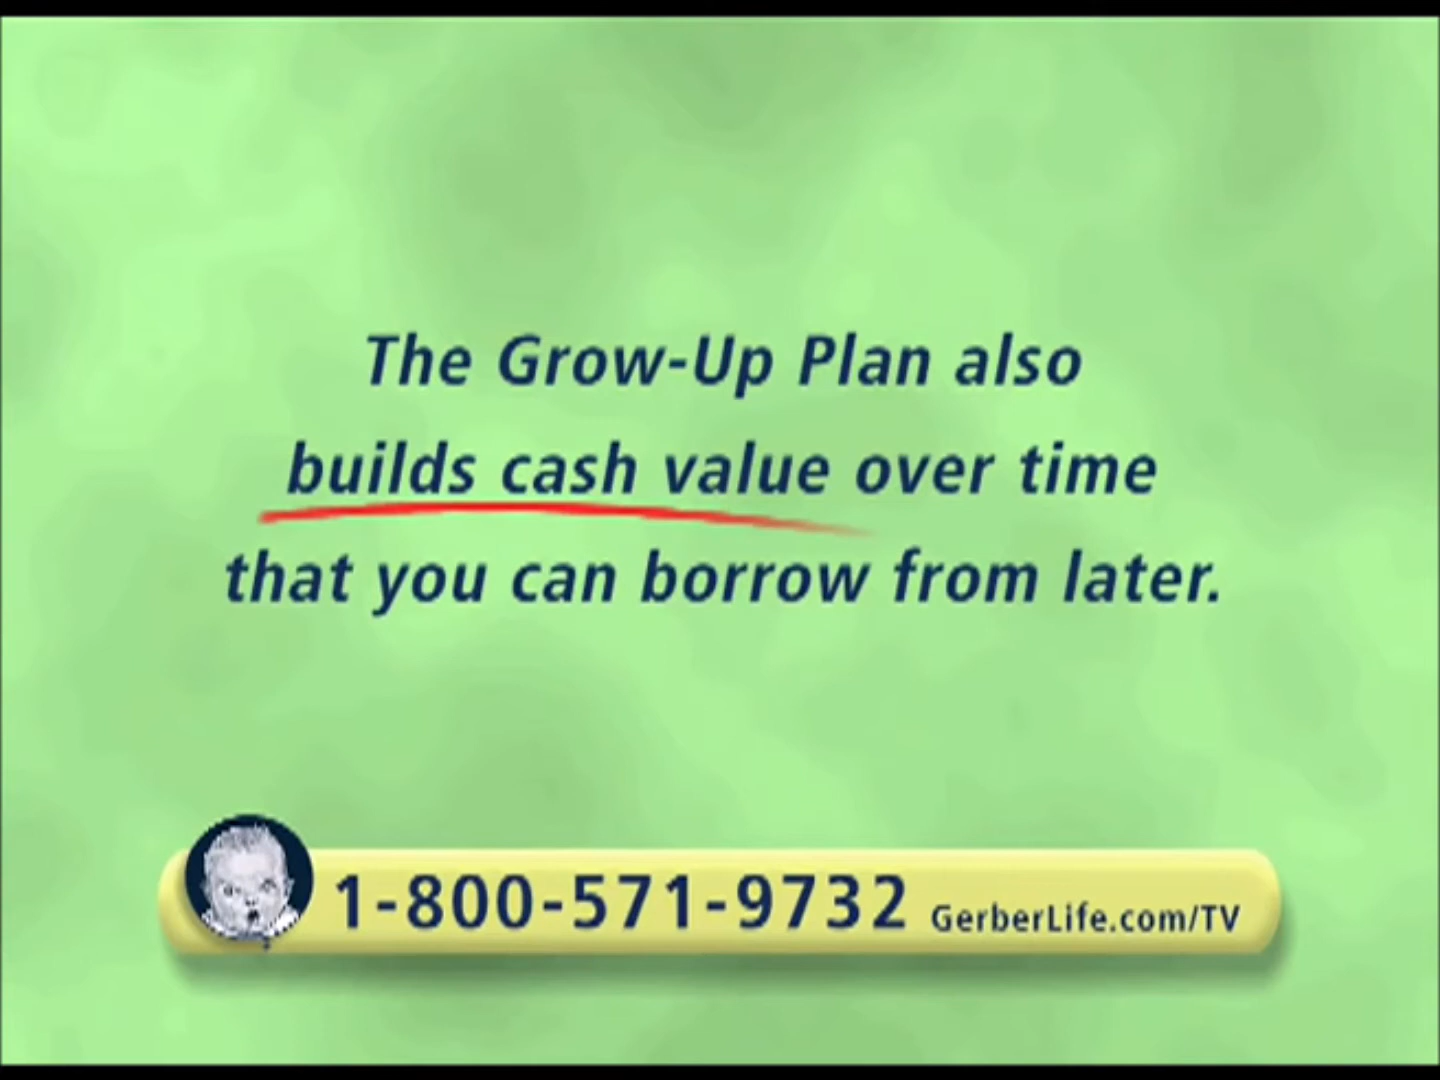 The Grow-Up Plan also
builds cash value over time
that you can borrow from later.
1-800-571-9732 GerberLife.com/TV